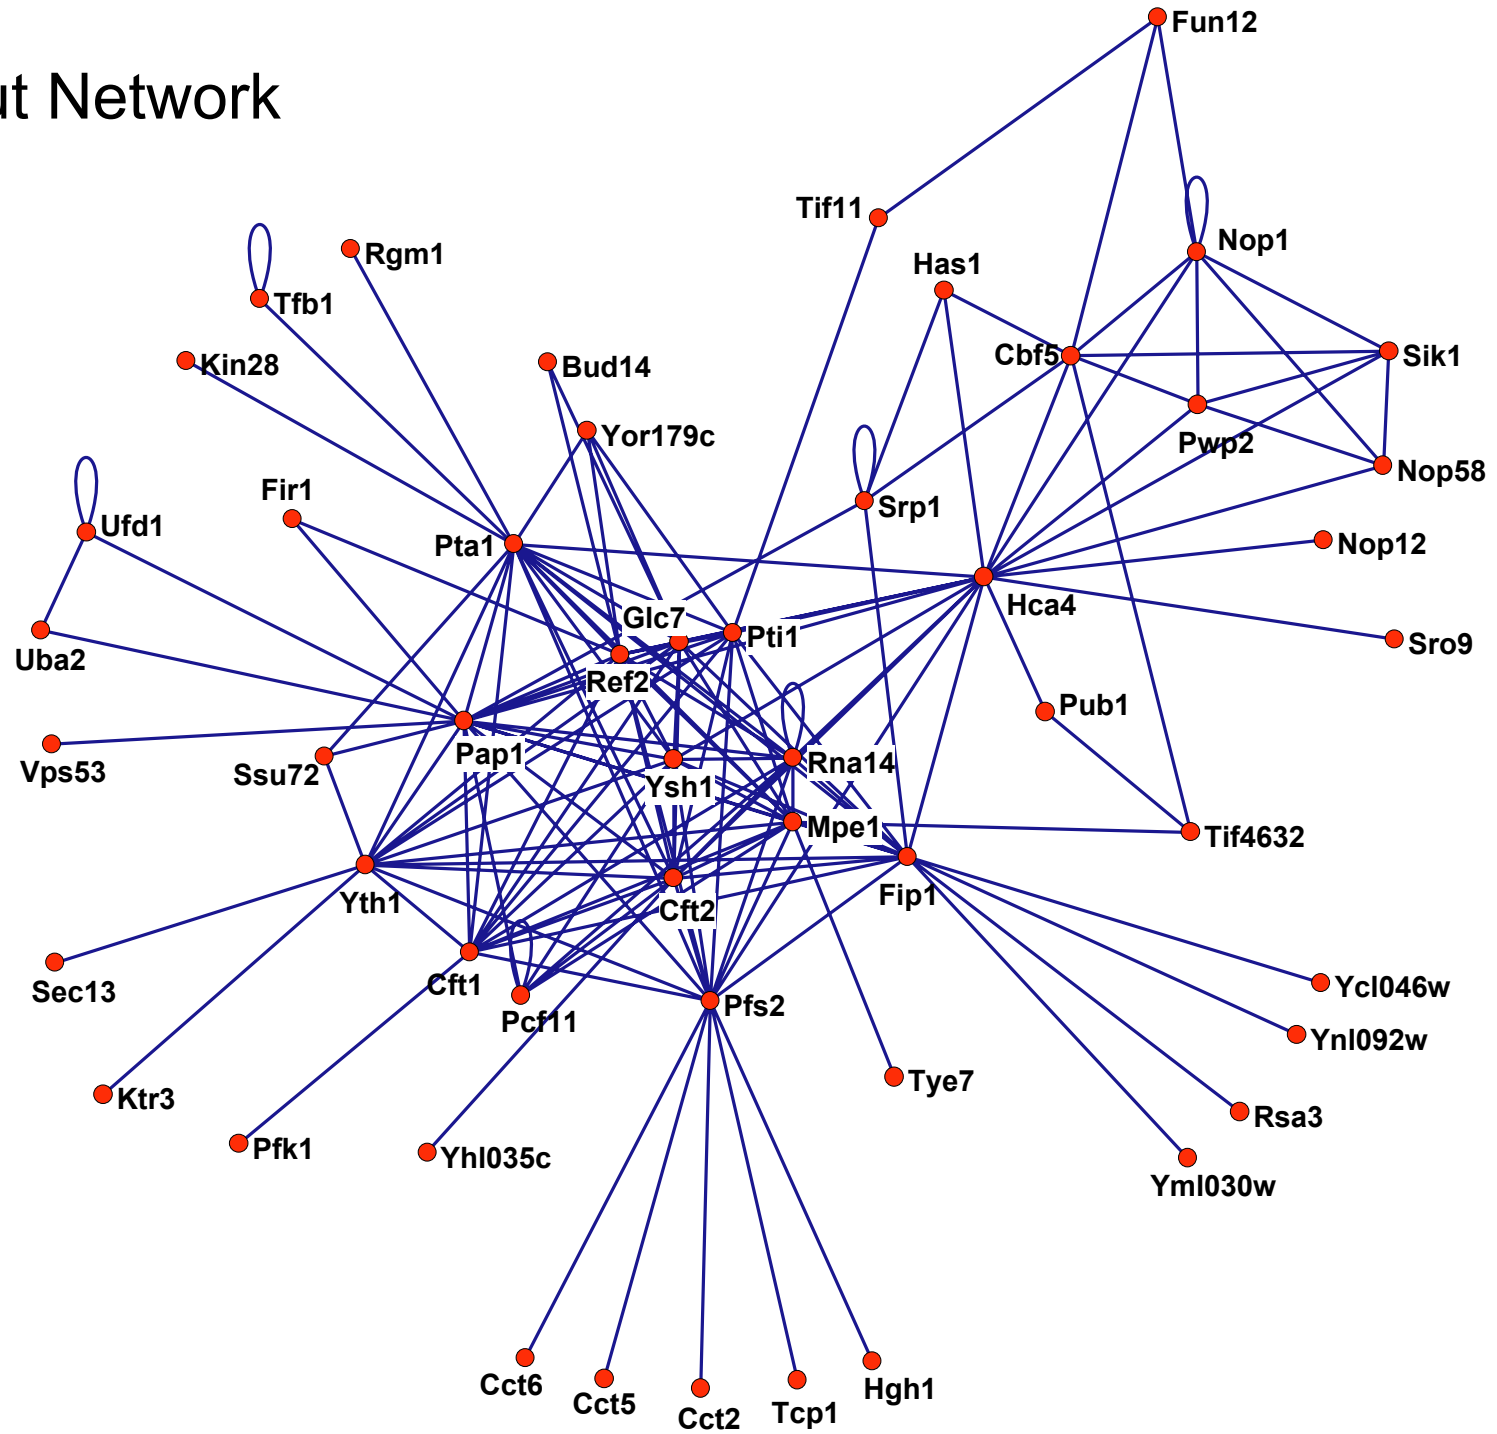 ut Network
Fun12
Tif11
Nop1
Rgm1
Has1
Tfb1
Cbf5
Sik1
Kin28
Bud14
Yor179c
Pwp2
Nop58
Fir1
Srp1
Ufd1
Pta1
Nop12
Hca4
Glc7
Pti1
Sro9
Uba2
Ref2
Pub1
Pap1
Rna14
Vps53
Ssu72
Ysh1
Mpe1
Tif4632
Fip1
Yth1
Cft2
Sec13
Cft1
Ycl046w
Pcf11
Pfs2
Ynl092w
Tye7
Ktr3
Rsa3
Pfk1
Yhl035c
Yml030w
Cct6
Hgh1
Cct5
Tcp1
Cct2